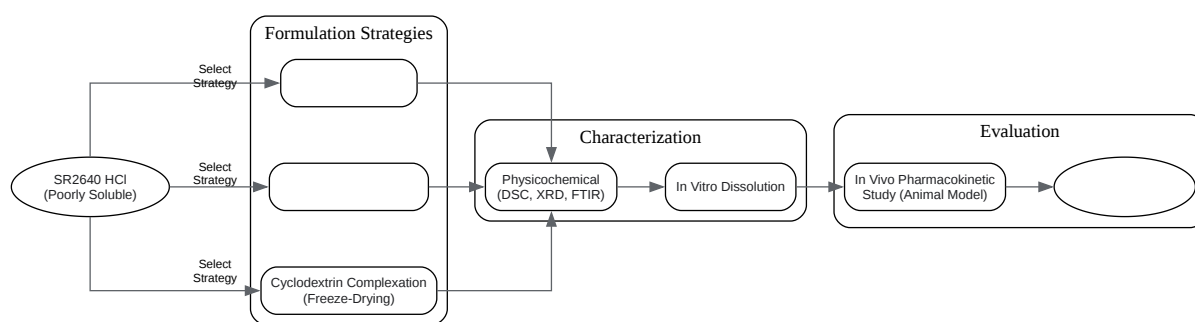 Formulation Strategies
Select
Strategy
Characterization
Evaluation
SR2640 HCl
(Poorly Soluble)
Select
Strategy
Physicochemical
(DSC, XRD, FTIR)
In Vitro Dissolution
In Vivo Pharmacokinetic
Study (Animal Model)
Select
Strategy
Cyclodextrin Complexation
(Freeze-Drying)